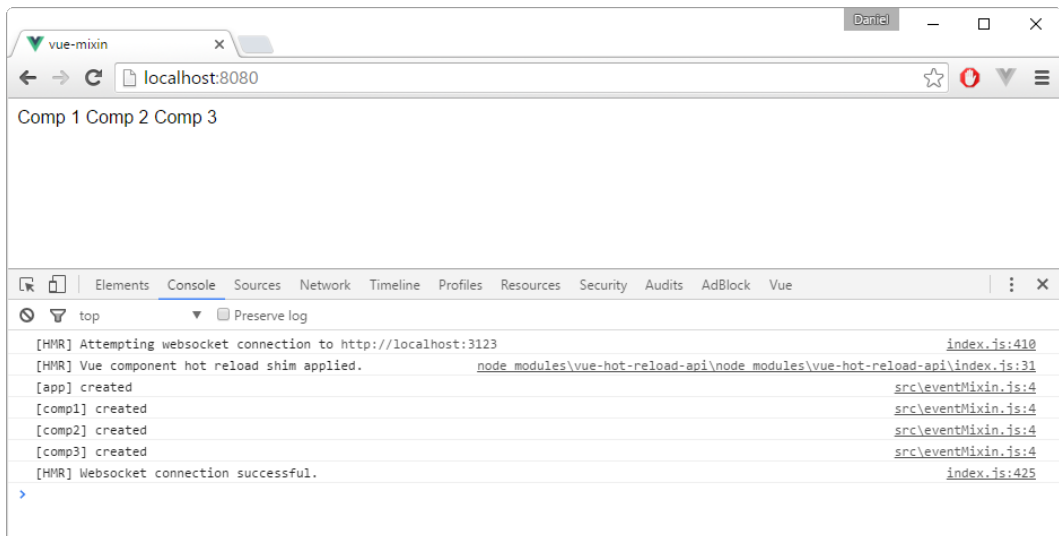 Daniel
vue-mixin
localhost:8080
Comp 1 Comp 2 Comp 3
Elements Console Sources Network Timeline Profiles Resources Security Audits AdBlock Vue
top Preserve log
[HMR] Attempting websocket connection to http://localhost:3123 index.js:410
[HMR] Vue component hot reload shim applied. node_modules\vue-hot-reload-api\node_modules\vue-hot-reload-api\index.js:31
[app] created src\eventMixin.js:4
[comp1] created src\eventMixin.js:4
[comp2] created src\eventMixin.js:4
[comp3] created src\eventMixin.js:4
[HMR] Websocket connection successful. index.js:425